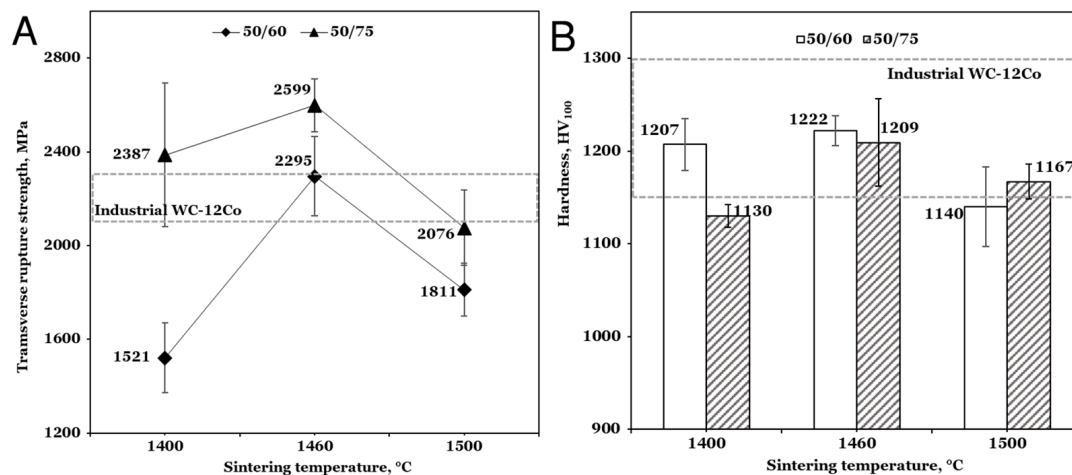 A
50/60 50/75
2800
2400
2000
1600
1200
Tramsverse rupture strength, MPa
2387
2599
2295
Industrial WC-12Co
2076
1811
1521
1400 1460 1500
Sintering temperature, °C
B
50/60 50/75
1300
1200
1100
1000
900
Hardness, HV100
Industrial WC-12Co
1207
1130
1222
1209
1140
1167
1400 1460 1500
Sintering temperature, °C